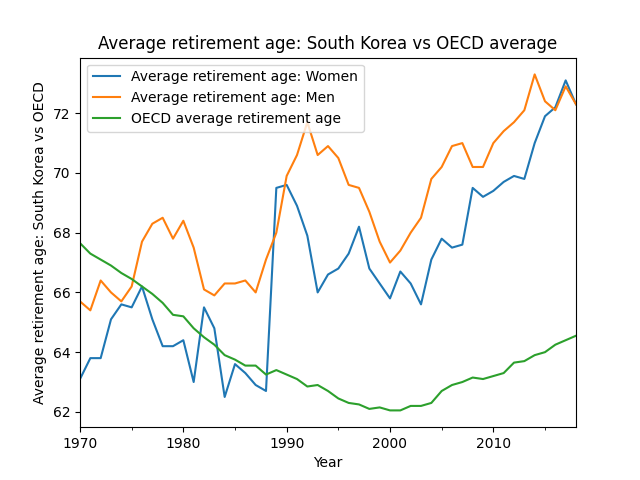 Average retirement age: South Korea vs OECD average
Average retirement age: Women
Average retirement age: Men
OECD average retirement age
Average retirement age: South Korea vs OECD
72
70
68
66
64
62
1970
1980
1990
2000
2010
Year